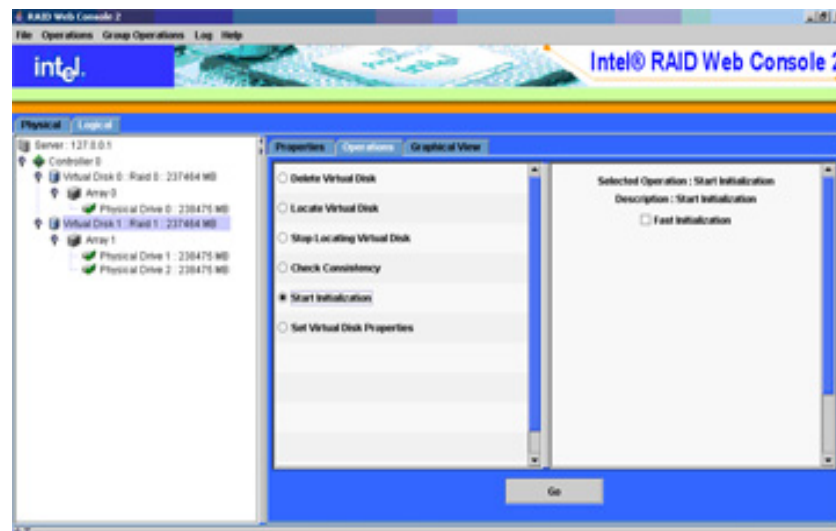 RAID Web Console 2
File Operations Group Operations Log Help
intel.
Intel® RAID Web Console 2
Physical Logical
Server : 127.0.0.1
Controller 0
Virtual Disk 0 : Raid 0 : 237464 MB
Array 0
Physical Drive 0 : 238475 MB
Virtual Disk 1 : Raid 1 : 237464 MB
Array 1
Physical Drive 1 : 238475 MB
Physical Drive 2 : 238475 MB
Properties Operations Graphical View
Delete Virtual Disk
Locate Virtual Disk
Stop Locating Virtual Disk
Check Consistency
Start Initialization
Set Virtual Disk Properties
Selected Operation : Start Initialization
Description : Start Initialization
Fast Initialization
Go